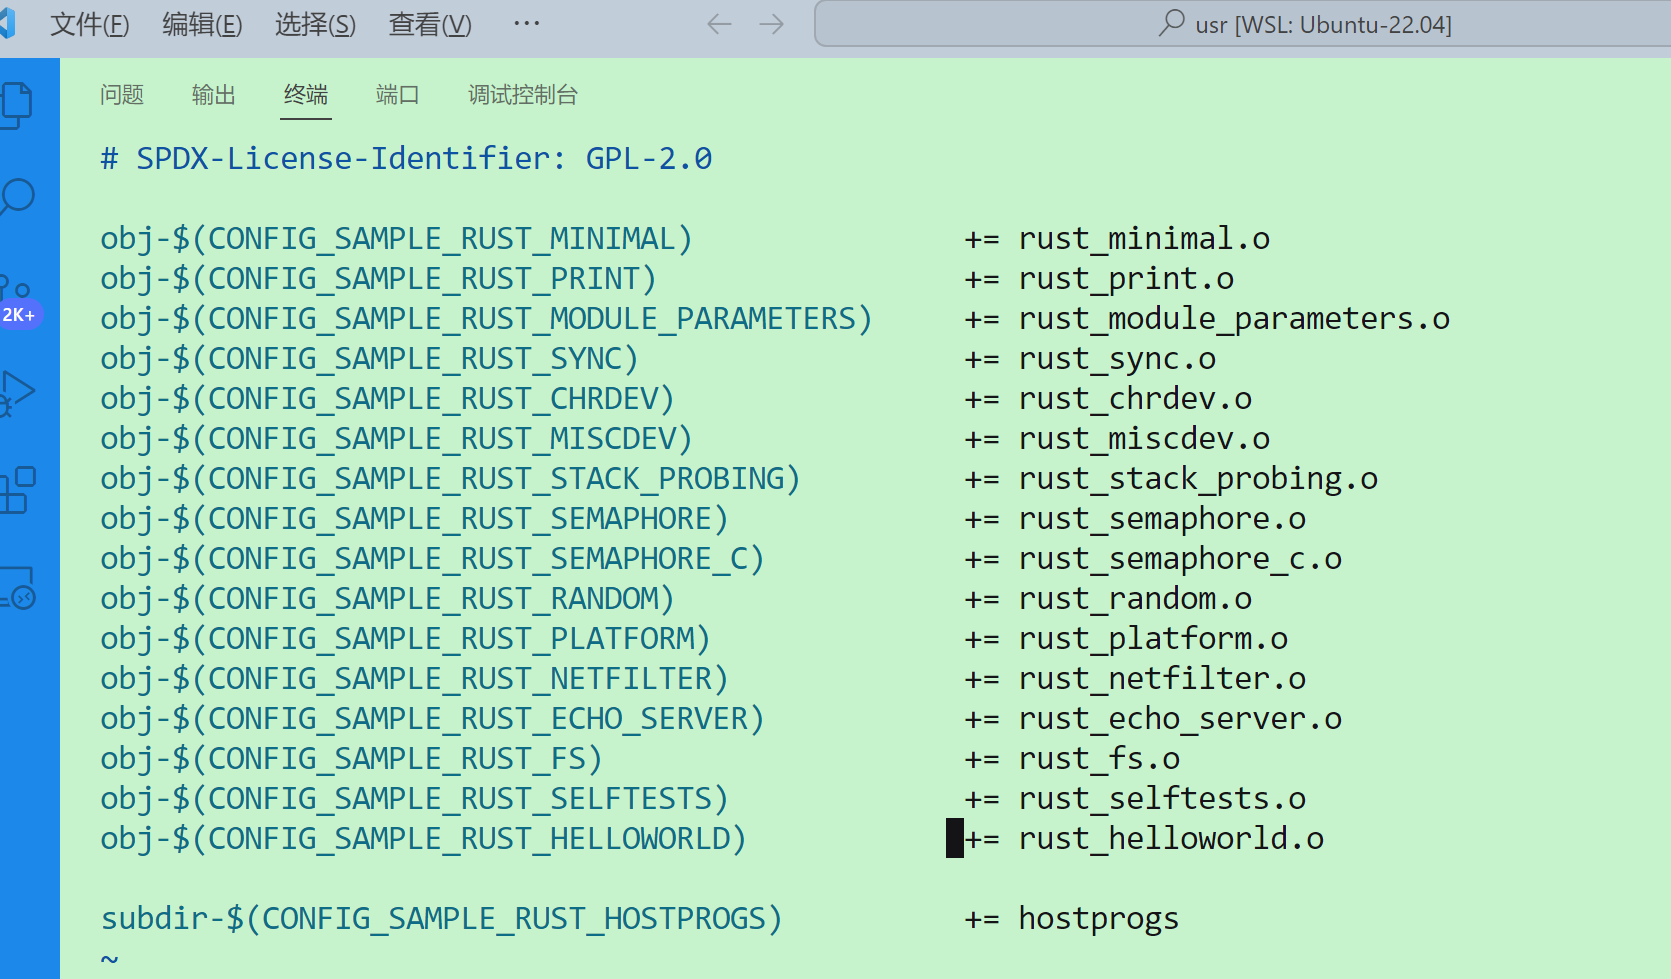 文件(F) 编辑(E) 选择(S) 查看(V) ··· usr [WSL: Ubuntu-22.04]
问题 输出 终端 端口 调试控制台
2K+
# SPDX-License-Identifier: GPL-2.0
obj-$(CONFIG_SAMPLE_RUST_MINIMAL) += rust_minimal.o
obj-$(CONFIG_SAMPLE_RUST_PRINT) += rust_print.o
obj-$(CONFIG_SAMPLE_RUST_MODULE_PARAMETERS) += rust_module_parameters.o
obj-$(CONFIG_SAMPLE_RUST_SYNC) += rust_sync.o
obj-$(CONFIG_SAMPLE_RUST_CHRDEV) += rust_chrdev.o
obj-$(CONFIG_SAMPLE_RUST_MISCDEV) += rust_miscdev.o
obj-$(CONFIG_SAMPLE_RUST_STACK_PROBING) += rust_stack_probing.o
obj-$(CONFIG_SAMPLE_RUST_SEMAPHORE) += rust_semaphore.o
obj-$(CONFIG_SAMPLE_RUST_SEMAPHORE_C) += rust_semaphore_c.o
obj-$(CONFIG_SAMPLE_RUST_RANDOM) += rust_random.o
obj-$(CONFIG_SAMPLE_RUST_PLATFORM) += rust_platform.o
obj-$(CONFIG_SAMPLE_RUST_NETFILTER) += rust_netfilter.o
obj-$(CONFIG_SAMPLE_RUST_ECHO_SERVER) += rust_echo_server.o
obj-$(CONFIG_SAMPLE_RUST_FS) += rust_fs.o
obj-$(CONFIG_SAMPLE_RUST_SELFTESTS) += rust_selftests.o
obj-$(CONFIG_SAMPLE_RUST_HELLOWORLD) += rust_helloworld.o
subdir-$(CONFIG_SAMPLE_RUST_HOSTPROGS) += hostprogs
~